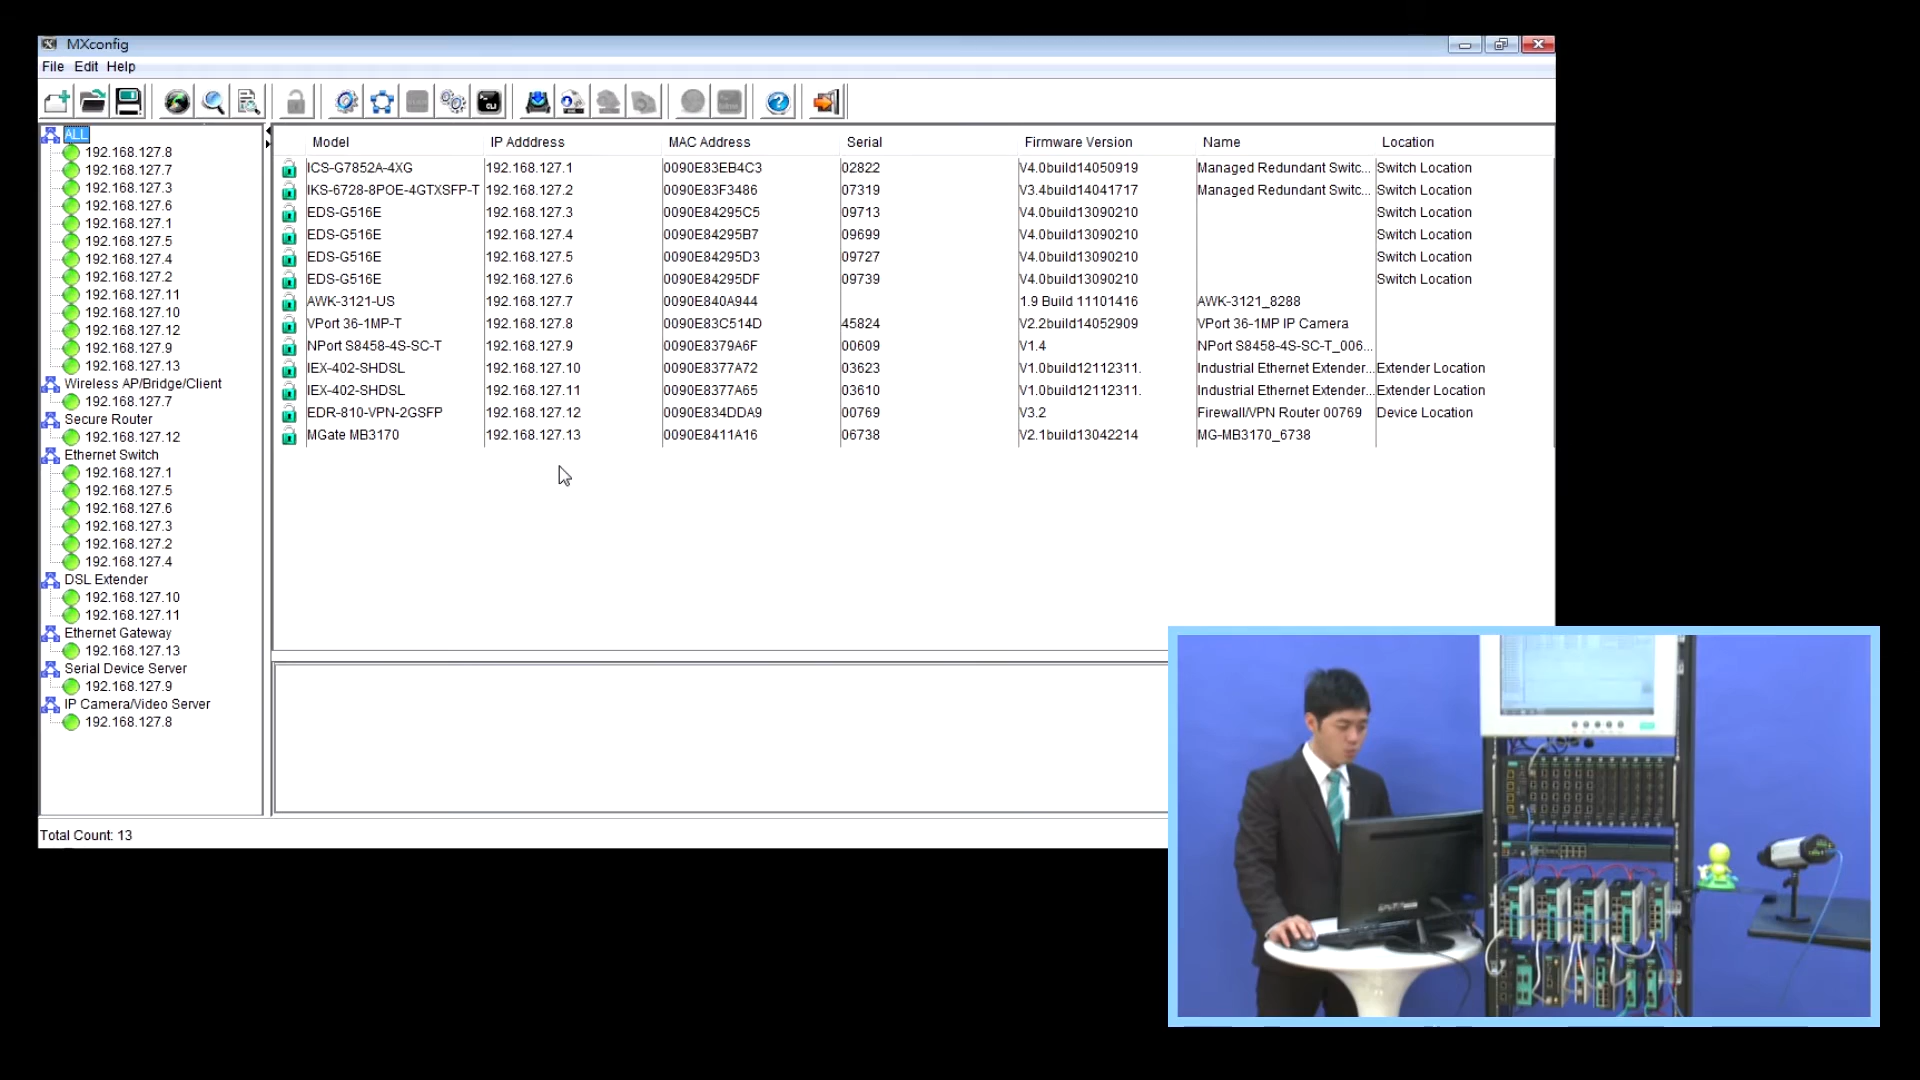 MXconfig
File Edit Help
ALL
192.168.127.8
192.168.127.7
192.168.127.3
192.168.127.6
192.168.127.1
192.168.127.5
192.168.127.4
192.168.127.2
192.168.127.11
192.168.127.10
192.168.127.12
192.168.127.9
192.168.127.13
Wireless AP/Bridge/Client
192.168.127.7
Secure Router
192.168.127.12
Ethernet Switch
192.168.127.1
192.168.127.5
192.168.127.6
192.168.127.3
192.168.127.2
192.168.127.4
DSL Extender
192.168.127.10
192.168.127.11
Ethernet Gateway
192.168.127.13
Serial Device Server
192.168.127.9
IP Camera/Video Server
192.168.127.8
Model IP Adddress MAC Address Serial Firmware Version Name Location
ICS-G7852A-4XG 192.168.127.1 0090E83EB4C3 02822 V4.0build14050919 Managed Redundant Switc... Switch Location
IKS-6728-8POE-4GTXSFP-T 192.168.127.2 0090E83F3486 07319 V3.4build14041717 Managed Redundant Switc... Switch Location
EDS-G516E 192.168.127.3 0090E84295C5 09713 V4.0build13090210 Switch Location
EDS-G516E 192.168.127.4 0090E84295B7 09699 V4.0build13090210 Switch Location
EDS-G516E 192.168.127.5 0090E84295D3 09727 V4.0build13090210 Switch Location
EDS-G516E 192.168.127.6 0090E84295DF 09739 V4.0build13090210 Switch Location
AWK-3121-US 192.168.127.7 0090E840A944 1.9 Build 11101416 AWK-3121_8288
VPort 36-1MP-T 192.168.127.8 0090E83C514D 45824 V2.2build14052909 VPort 36-1MP IP Camera
NPort S8458-4S-SC-T 192.168.127.9 0090E8379A6F 00609 V1.4 NPort S8458-4S-SC-T_006...
IEX-402-SHDSL 192.168.127.10 0090E8377A72 03623 V1.0build12112311. Industrial Ethernet Extender... Extender Location
IEX-402-SHDSL 192.168.127.11 0090E8377A65 03610 V1.0build12112311. Industrial Ethernet Extender... Extender Location
EDR-810-VPN-2GSFP 192.168.127.12 0090E834DDA9 00769 V3.2 Firewall/VPN Router 00769 Device Location
MGate MB3170 192.168.127.13 0090E8411A16 06738 V2.1build13042214 MG-MB3170_6738
Total Count: 13